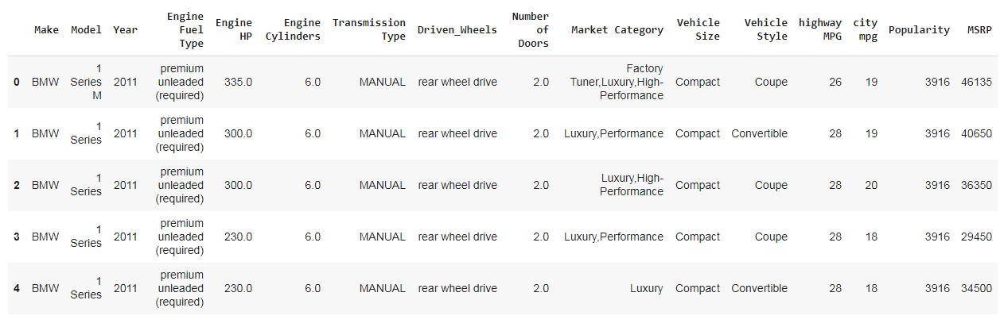 Make Model Year Engine Fuel Type Engine HP Engine Cylinders Transmission Type Driven_Wheels Number of Doors Market Category Vehicle Size Vehicle Style highway MPG city mpg Popularity MSRP
0 BMW 1 Series M 2011 premium unleaded (required) 335.0 6.0 MANUAL rear wheel drive 2.0 Factory Tuner,Luxury,High-Performance Compact Coupe 26 19 3916 46135
1 BMW 1 Series 2011 premium unleaded (required) 300.0 6.0 MANUAL rear wheel drive 2.0 Luxury,Performance Compact Convertible 28 19 3916 40650
2 BMW 1 Series 2011 premium unleaded (required) 300.0 6.0 MANUAL rear wheel drive 2.0 Luxury,High-Performance Compact Coupe 28 20 3916 36350
3 BMW 1 Series 2011 premium unleaded (required) 230.0 6.0 MANUAL rear wheel drive 2.0 Luxury,Performance Compact Coupe 28 18 3916 29450
4 BMW 1 Series 2011 premium unleaded (required) 230.0 6.0 MANUAL rear wheel drive 2.0 Luxury Compact Convertible 28 18 3916 34500